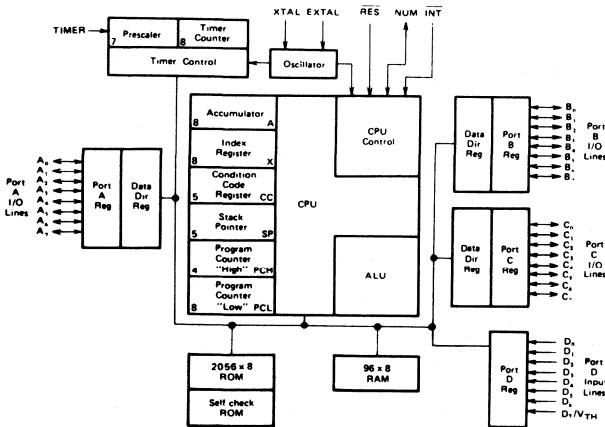 XTAL EXTAL RES NUM INT
TIMER
7 Prescaler
8 Timer Counter
Timer Control
Oscillator
8 Accumulator A
8 Index Register X
5 Condition Code Register CC
5 Stack Pointer SP
4 Program Counter "High" PCH
8 Program Counter "Low" PCL
CPU
CPU Control
ALU
Port A I/O Lines
A0
A1
A2
A3
A4
A5
A6
A7
Port A Reg
Data Dir Reg
Data Dir Reg
Port B Reg
B0
B1
B2
B3
B4
B5
Port B I/O Lines
Data Dir Reg
Port C Reg
C0
C1
C2
C3
C4
C5
C6
Port C I/O Lines
Port D Reg
D0
D1
D2
D3
D4
D5
D6
D7/VTH
Port D Input Lines
2056 x 8 ROM
Self check ROM
96 x 8 RAM